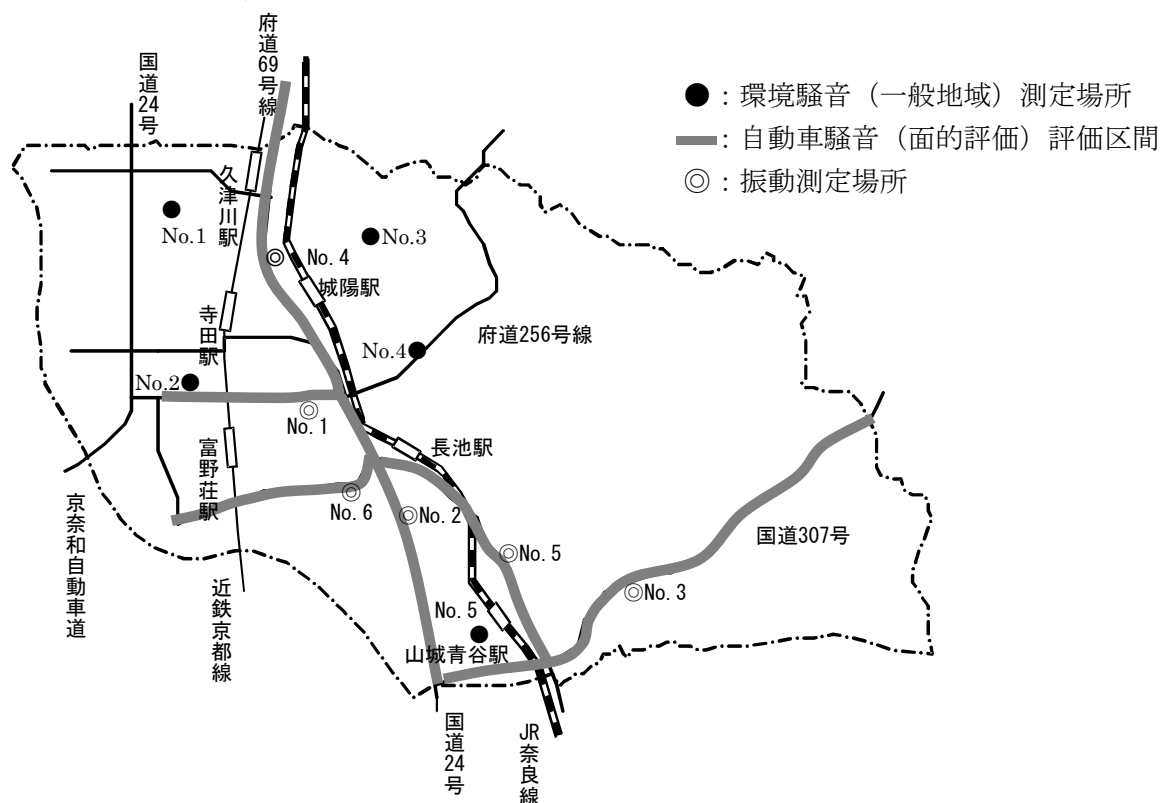 府道69号線
国道24号
●：環境騒音（一般地域）測定場所
：自動車騒音（面的評価）評価区間
◎：振動測定場所
久津川駅
No.1
No.3
No.4
城陽駅
寺田駅
府道256号線
No.4
No.2
No.1
長池駅
富野荘駅
No.6
No.2
国道307号
京奈和自動車道
No.5
No.3
近鉄京都線
No.5
山城青谷駅
国道24号
JR奈良線